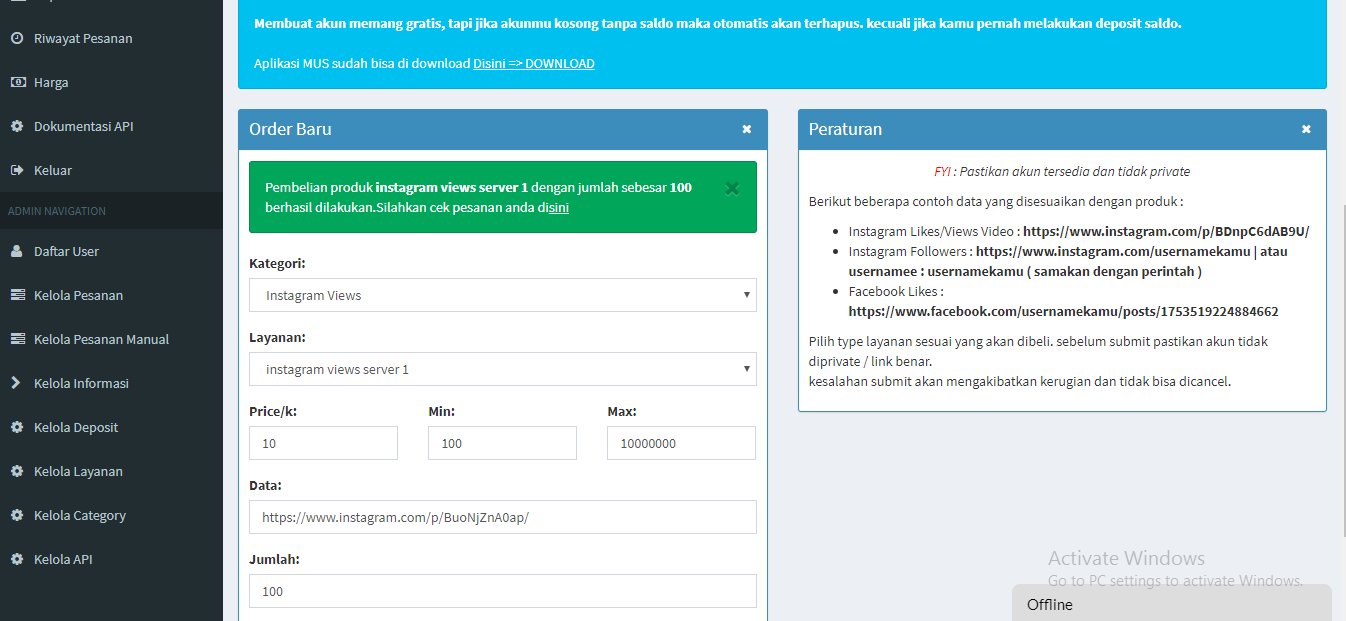 Membuat akun memang gratis, tapi jika akunmu kosong tanpa saldo maka otomatis akan terhapus. kecuali jika kamu pernah melakukan deposit saldo.
Aplikasi MUS sudah bisa di download Disini => DOWNLOAD
Riwayat Pesanan
Harga
Dokumentasi API
Keluar
ADMIN NAVIGATION
Daftar User
Kelola Pesanan
Kelola Pesanan Manual
Kelola Informasi
Kelola Deposit
Kelola Layanan
Kelola Category
Kelola API
Order Baru
Pembelian produk instagram views server 1 dengan jumlah sebesar 100
berhasil dilakukan.Silahkan cek pesanan anda disini
Kategori:
Instagram Views
Layanan:
instagram views server 1
Price/k: Min: Max:
10 100 10000000
Data:
https://www.instagram.com/p/BuoNjZnA0ap/
Jumlah:
100
Peraturan
FYI : Pastikan akun tersedia dan tidak private
Berikut beberapa contoh data yang disesuaikan dengan produk :
Instagram Likes/Views Video : https://www.instagram.com/p/BDnpC6dAB9U/
Instagram Followers : https://www.instagram.com/usernamekamu | atau
usernamee : usernamekamu ( samakan dengan perintah )
Facebook Likes :
https://www.facebook.com/usernamekamu/posts/1753519224884662
Pilih type layanan sesuai yang akan dibeli. sebelum submit pastikan akun tidak
diprivate / link benar.
kesalahan submit akan mengakibatkan kerugian dan tidak bisa dicancel.
Activate Windows
Go to PC settings to activate Windows.
Offline